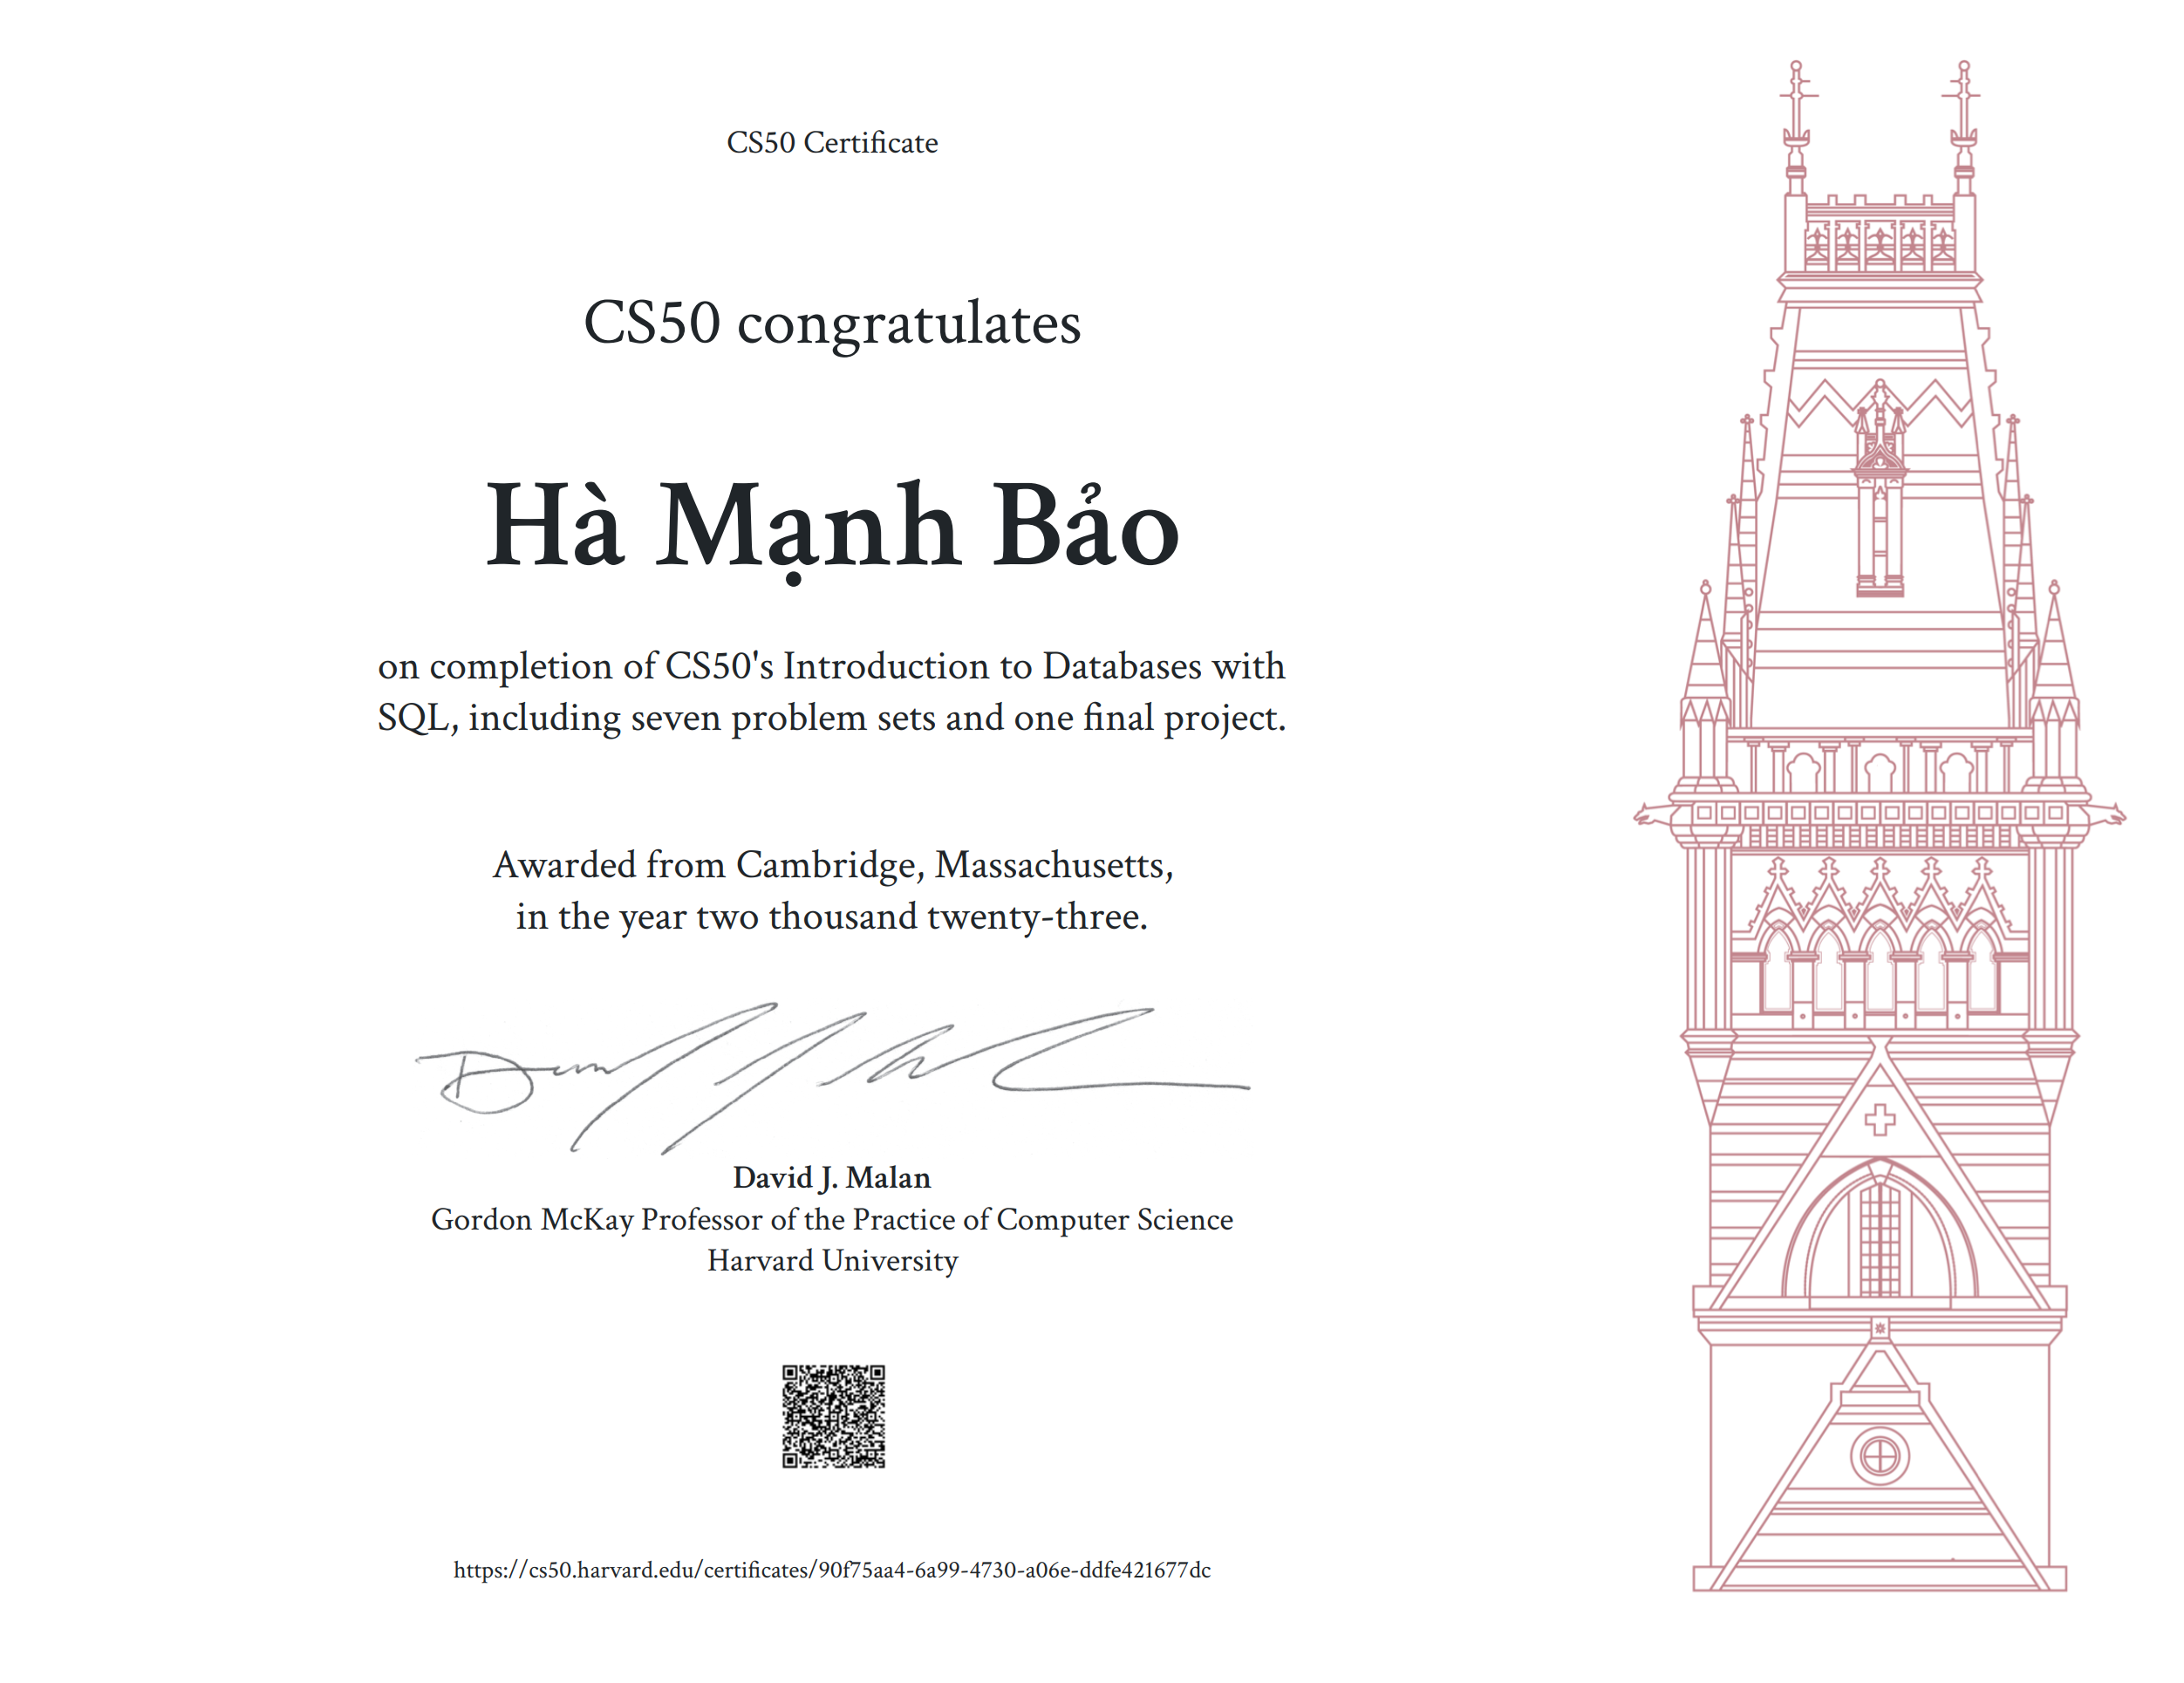 CS50 Certificate
CS50 congratulates
Hà Mạnh Bảo
on completion of CS50's Introduction to Databases with
SQL, including seven problem sets and one final project.
Awarded from Cambridge, Massachusetts,
in the year two thousand twenty-three.
David J. Malan
Gordon McKay Professor of the Practice of Computer Science
Harvard University
https://cs50.harvard.edu/certificates/90f75aa4-6a99-4730-a06e-ddfe421677dc